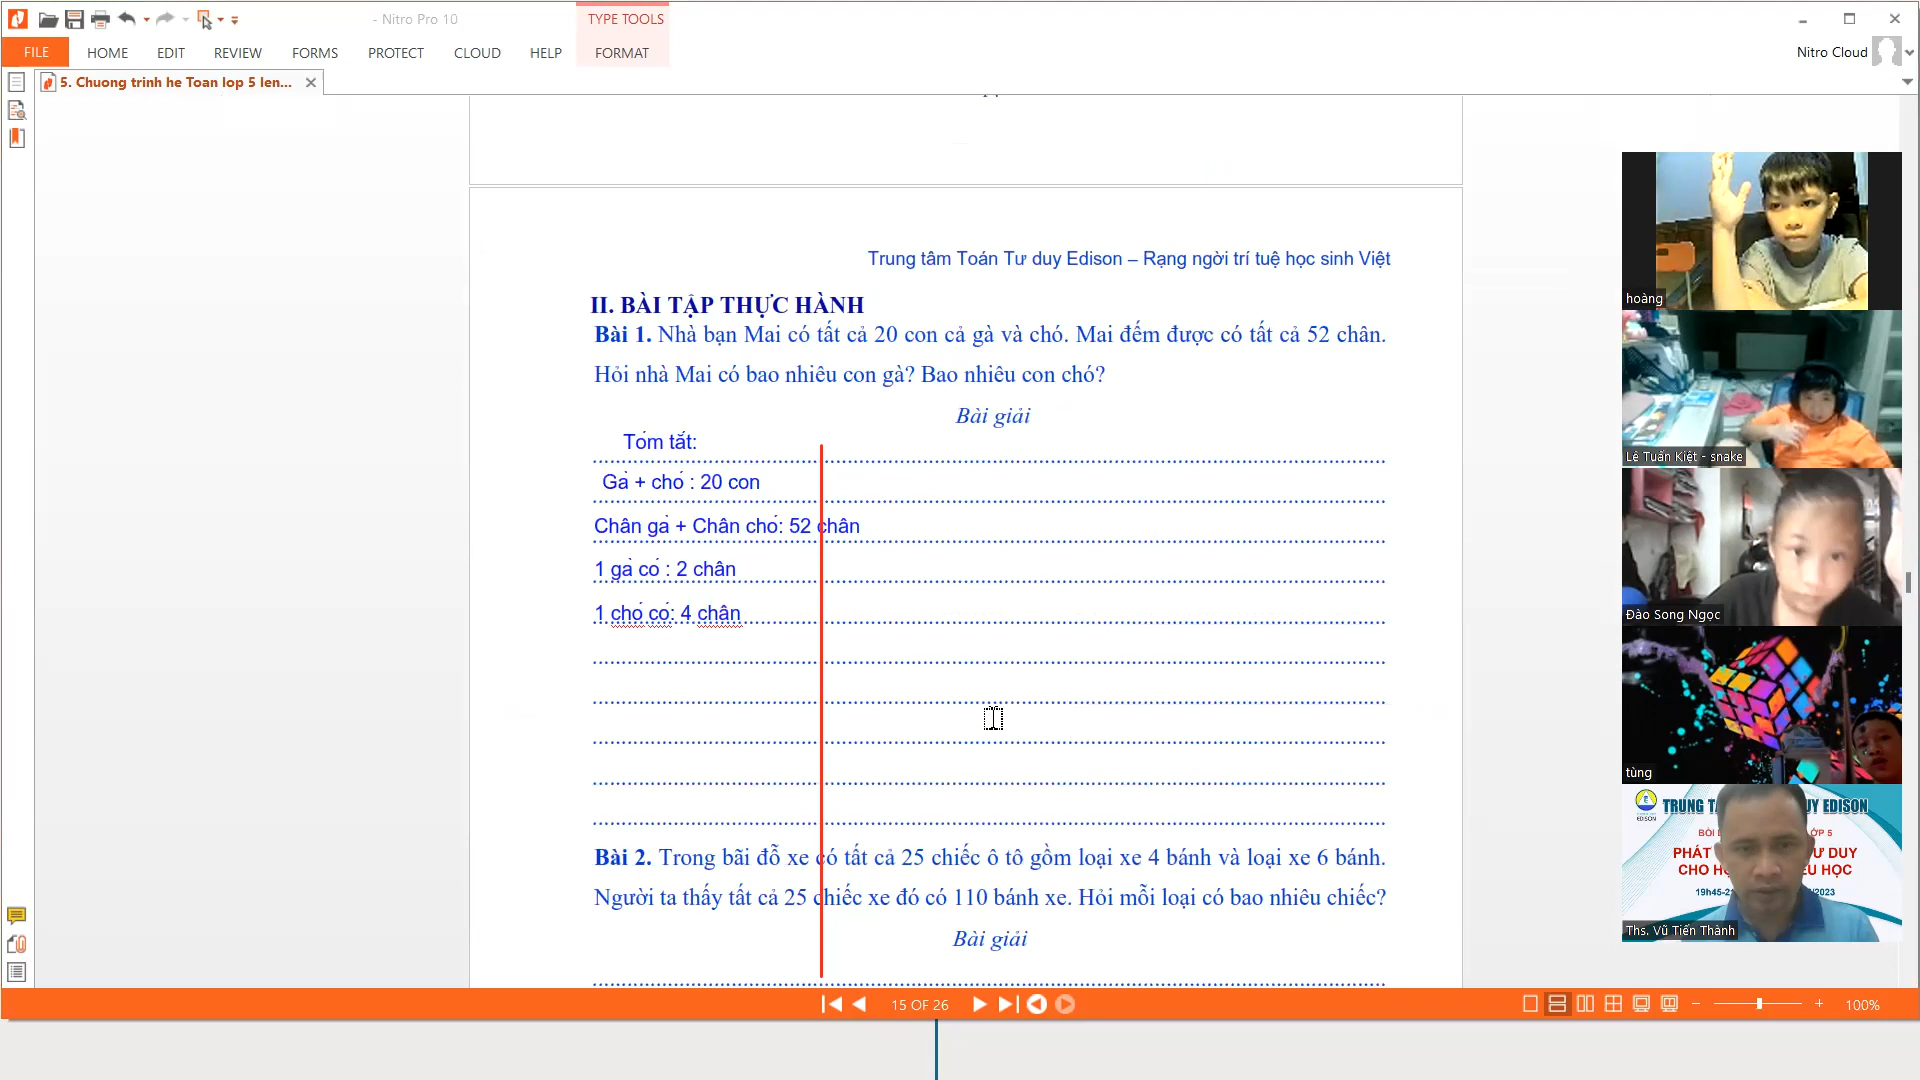 - Nitro Pro 10
TYPE TOOLS
FILE
HOME
EDIT
REVIEW
FORMS
PROTECT
CLOUD
HELP
FORMAT
Nitro Cloud
5. Chuong trinh he Toan lop 5 len...
Trung tâm Toán Tư duy Edison – Rạng ngời trí tuệ học sinh Việt
II. BÀI TẬP THỰC HÀNH
Bài 1. Nhà bạn Mai có tất cả 20 con cả gà và chó. Mai đếm được có tất cả 52 chân.
Hỏi nhà Mai có bao nhiêu con gà? Bao nhiêu con chó?
Bài giải
Tóm tắt:
Gà + chó : 20 con
Chân gà + Chân chó: 52 chân
1 gà có : 2 chân
1 chó có: 4 chân
Bài 2. Trong bãi đỗ xe có tất cả 25 chiếc ô tô gồm loại xe 4 bánh và loại xe 6 bánh.
Người ta thấy tất cả 25 chiếc xe đó có 110 bánh xe. Hỏi mỗi loại có bao nhiêu chiếc?
Bài giải
hoàng
Lê Tuấn Kiệt - snake
Đào Song Ngọc
tùng
EDISON
Ths. Vũ Tiến Thành
15 OF 26
100%